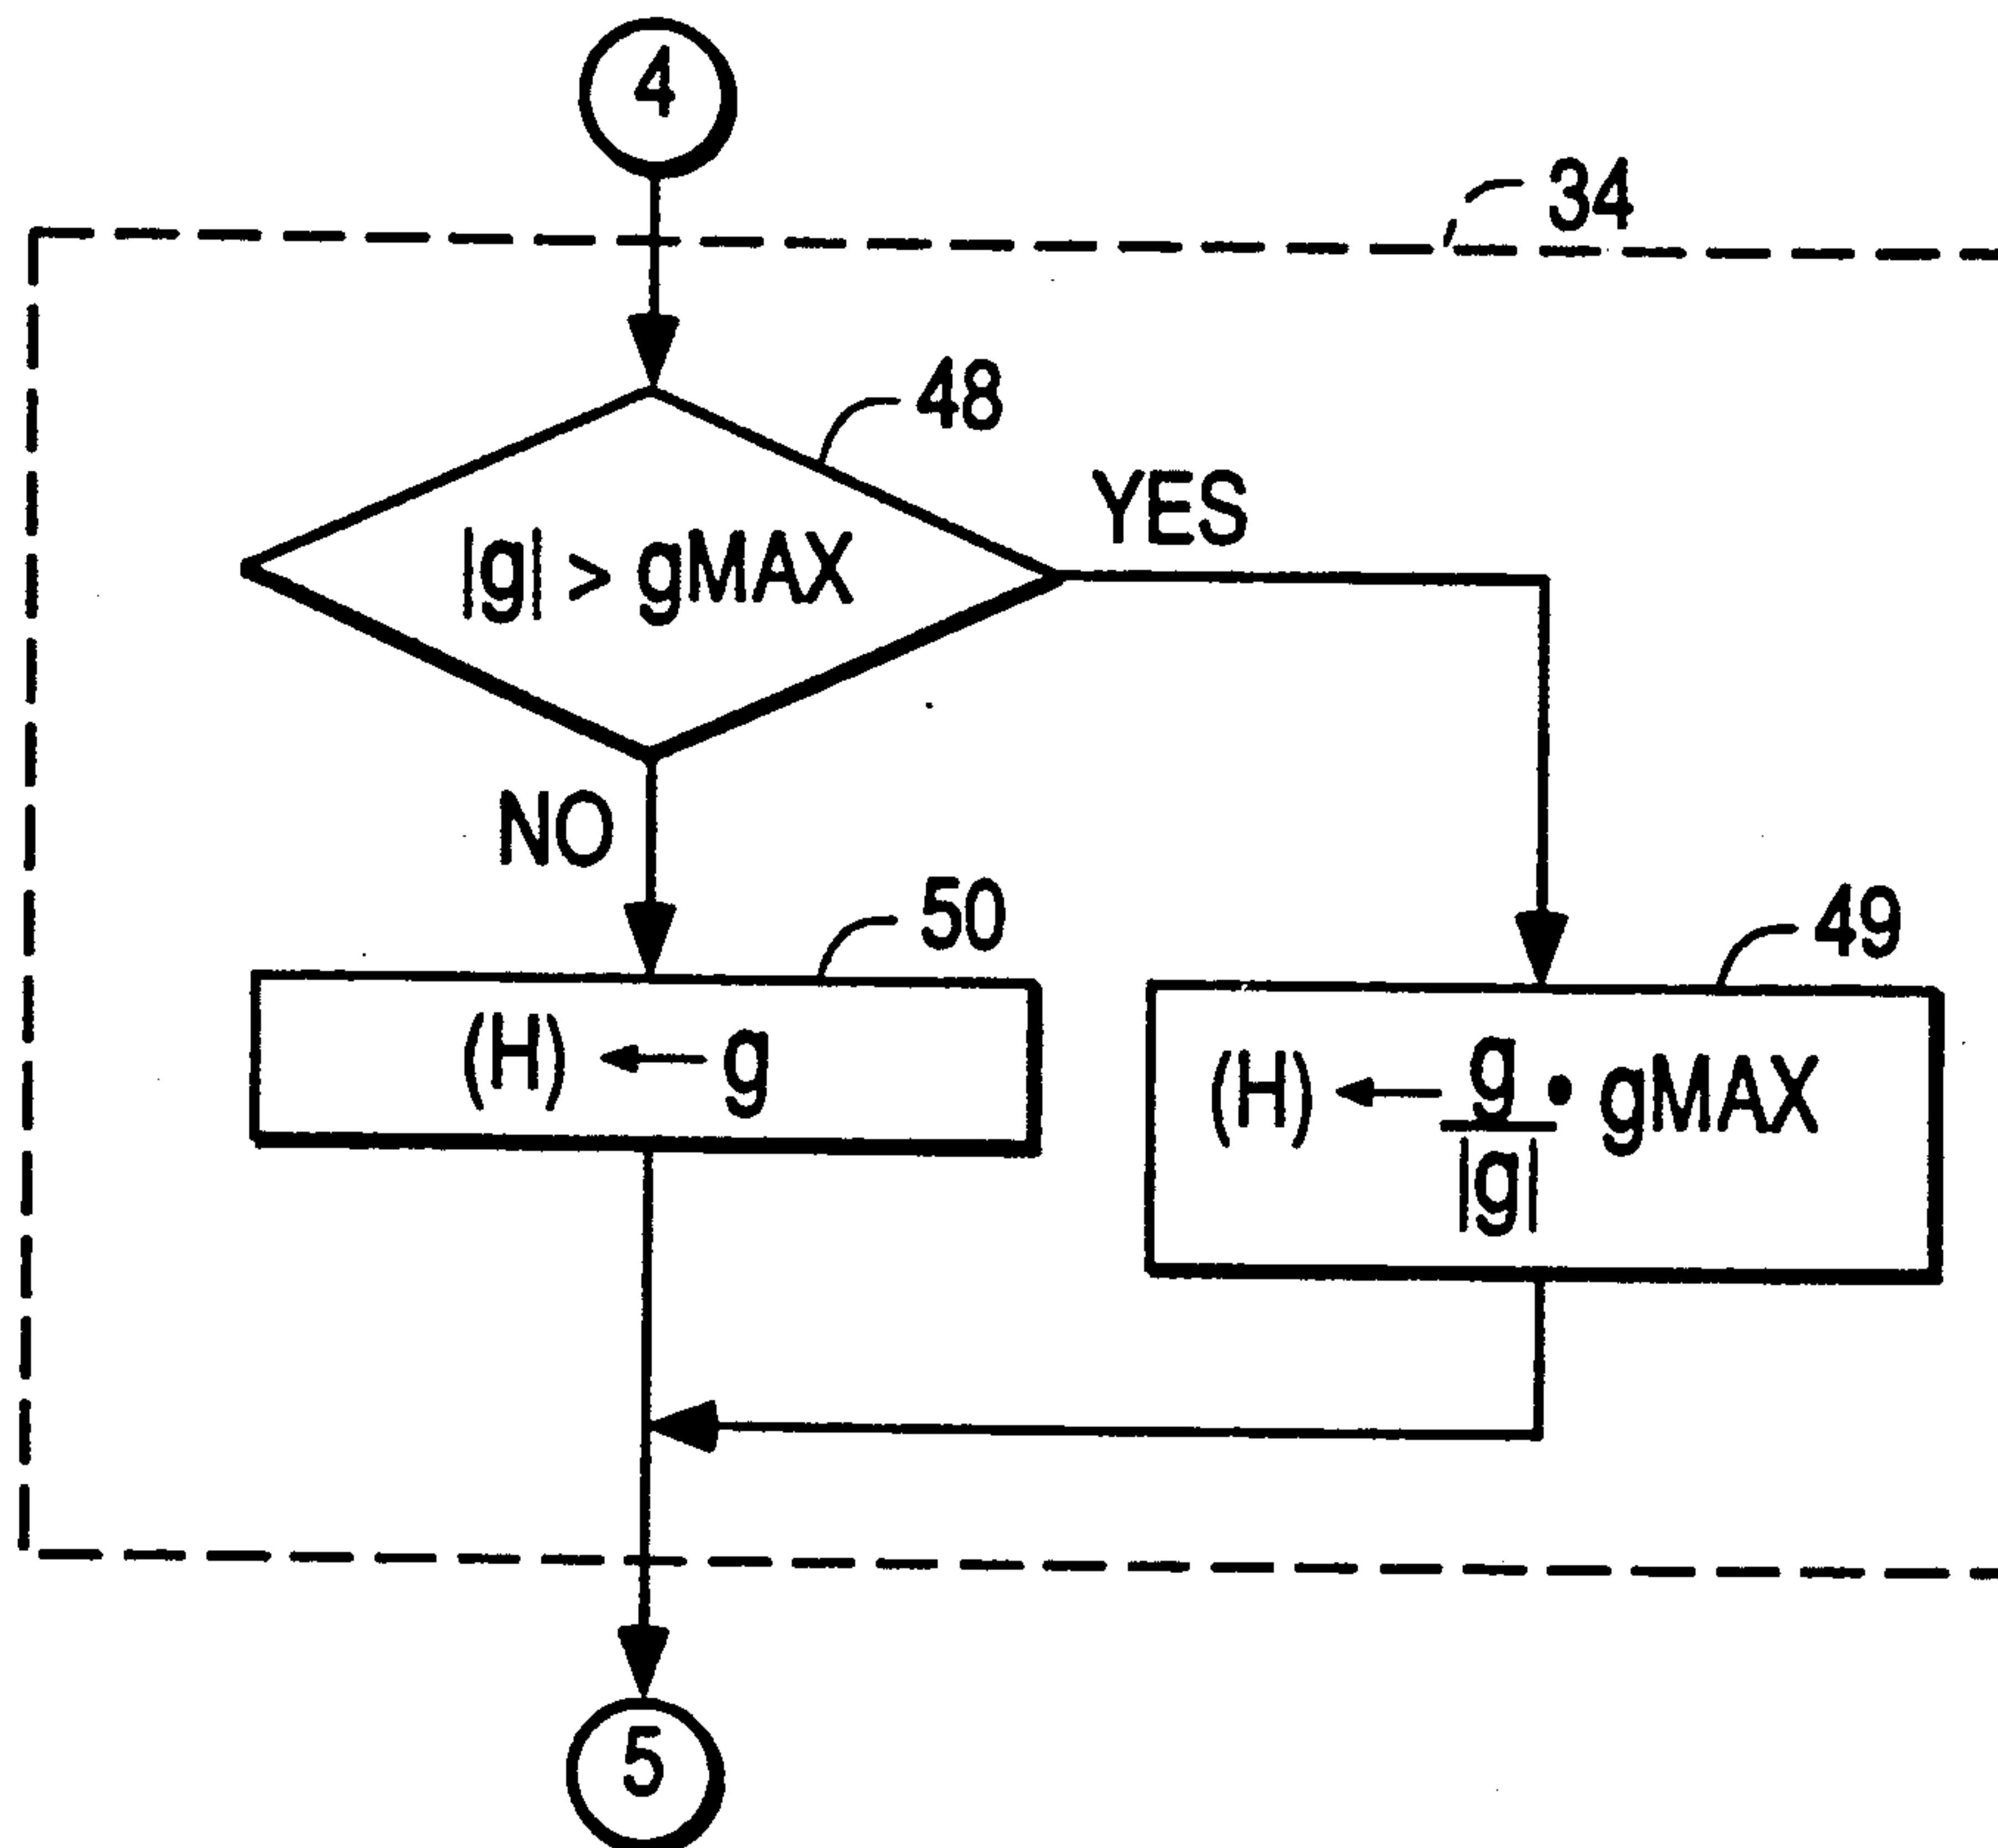 4
34
48
|g| > gMAX
YES
NO
50
(H) ← g
49
(H) ← g/|g| • gMAX
5